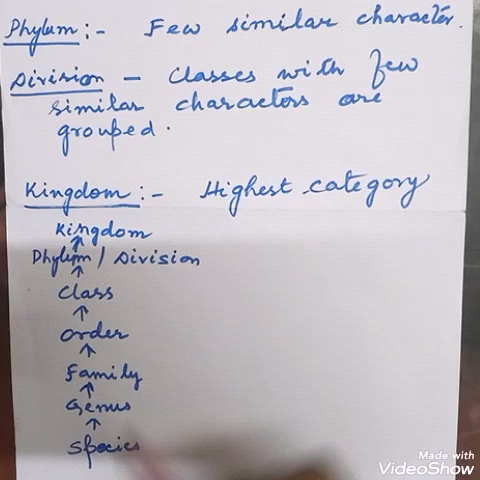 Phylum :- Few similar character.
Division - Classes with few
similar characters are
grouped.
Kingdom :- Highest category
Kingdom
↑
Phylum / Division
↑
Class
↑
Order
↑
Family
↑
Genus
↑
Species
Made with
VideoShow